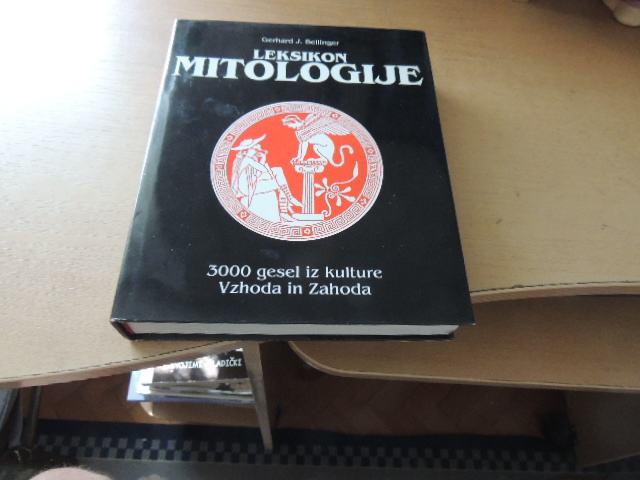 Gerhard J. Bellinger
LEKSIKON
MITOLOGIJE
3000 gesel iz kulture
Vzhoda in Zahoda